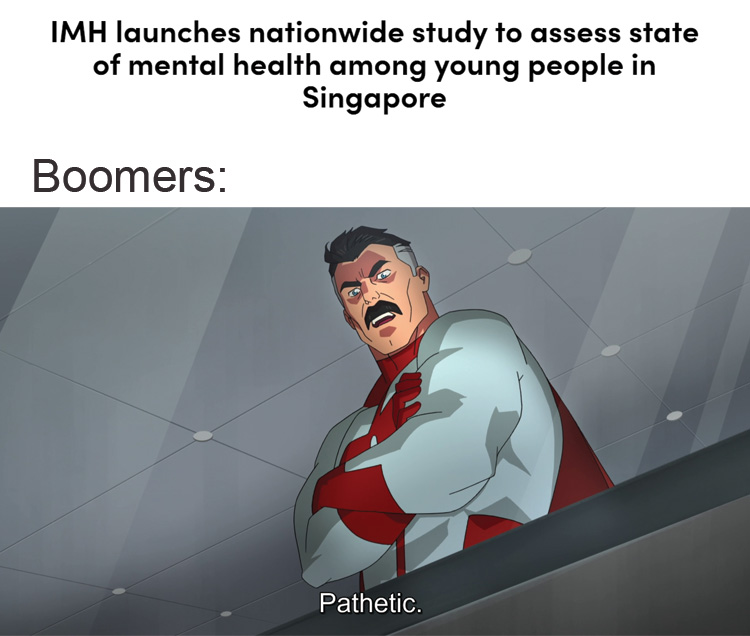 IMH launches nationwide study to assess state
of mental health among young people in
Singapore
Boomers:
Pathetic.